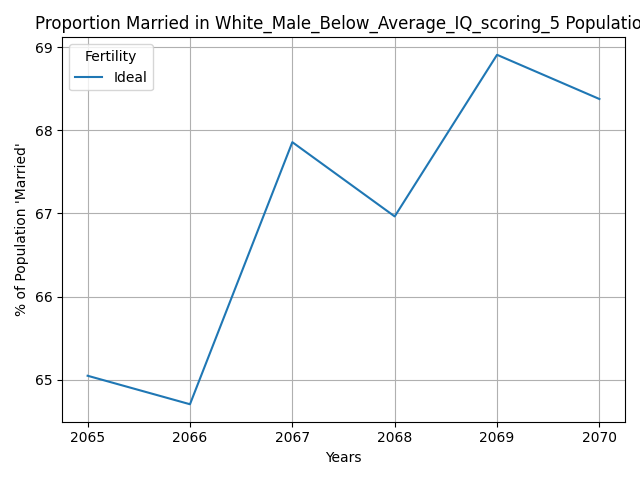 Proportion Married in White_Male_Below_Average_IQ_scoring_5 Populatio
69
68
67
66
65
% of Population 'Married'
Fertility
Ideal
2065 2066 2067 2068 2069 2070
Years